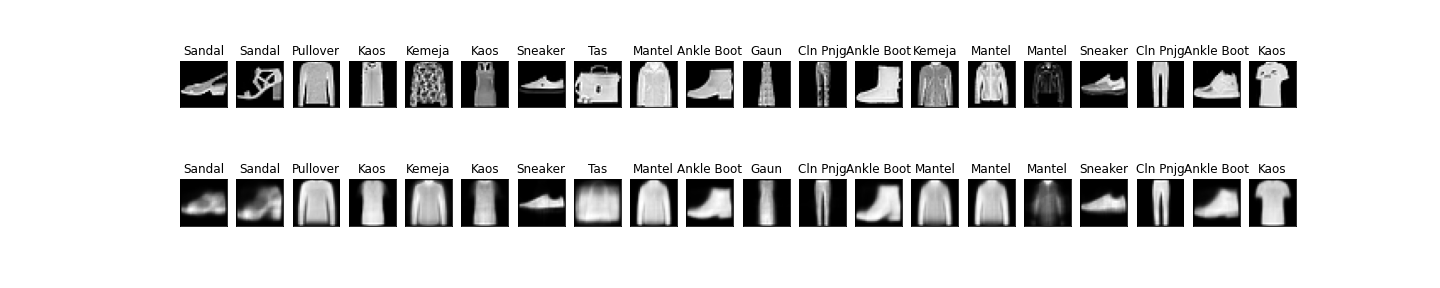 Sandal Sandal Pullover Kaos Kemeja Kaos Sneaker Tas Mantel Ankle Boot Gaun Cln Pnjg Ankle Boot Kemeja Mantel Mantel Sneaker Cln Pnjg Ankle Boot Kaos
Sandal Sandal Pullover Kaos Kemeja Kaos Sneaker Tas Mantel Ankle Boot Gaun Cln Pnjg Ankle Boot Mantel Mantel Mantel Sneaker Cln Pnjg Ankle Boot Kaos